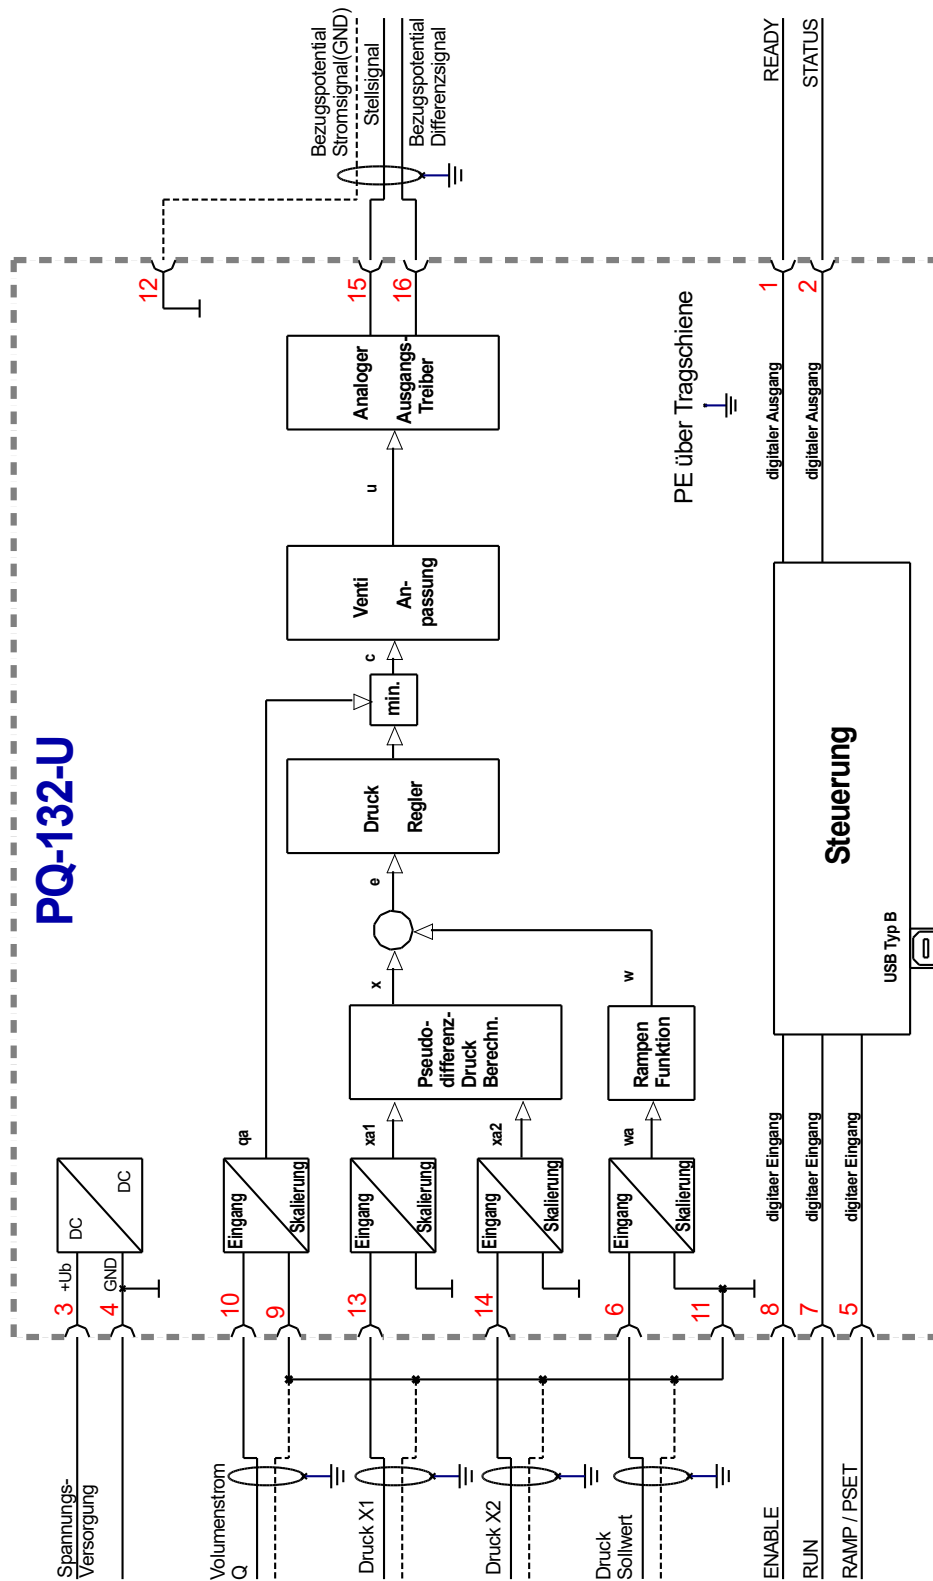 PQ-132-U
Spannungs-
Versorgung
3
+Ub
4
GND
DC
DC
Volumenstrom
Q
10
9
Eingang
Skalierung
qa
Druck X1
13
Eingang
Skalierung
xa1
Druck X2
14
Eingang
Skalierung
xa2
Druck
Sollwert
6
11
Eingang
Skalierung
wa
Pseudo-
differenz-
Druck
Berechn.
x
Rampen
Funktion
w
e
Druck
Regler
min.
c
Venti
An-
passung
u
Analoger
Ausgangs-
Treiber
12
15
16
Bezugspotential
Stromsignal(GND)
Stellsignal
Bezugspotential
Differenzsignal
PE über Tragschiene
ENABLE
8
digitaer Eingang
RUN
7
digitaer Eingang
RAMP / PSET
5
digitaer Eingang
Steuerung
USB Typ B
digitaler Ausgang
1
READY
digitaler Ausgang
2
STATUS